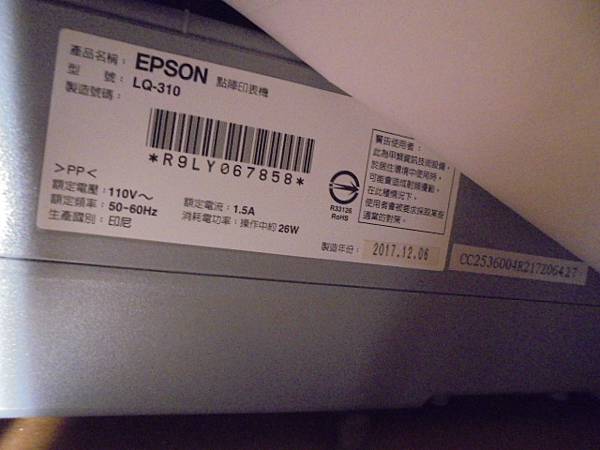 產品名稱： EPSON 點陣印表機
型　號： LQ-310
製造號碼：
*R9LY067858*
>PP<
額定電壓：110V～
額定頻率：50-60Hz
生產國別：印尼
額定電流：1.5A
消耗電功率：操作中約26W
R33126
RoHS
警告使用者：
此為甲類資訊技術設備，
於居住環境中使用時，
可能會造成射頻擾動，
在此種情況下，
使用者會被要求採取某些
適當的對策。
製造年份： 2017.12.06
CC2536004R217206427